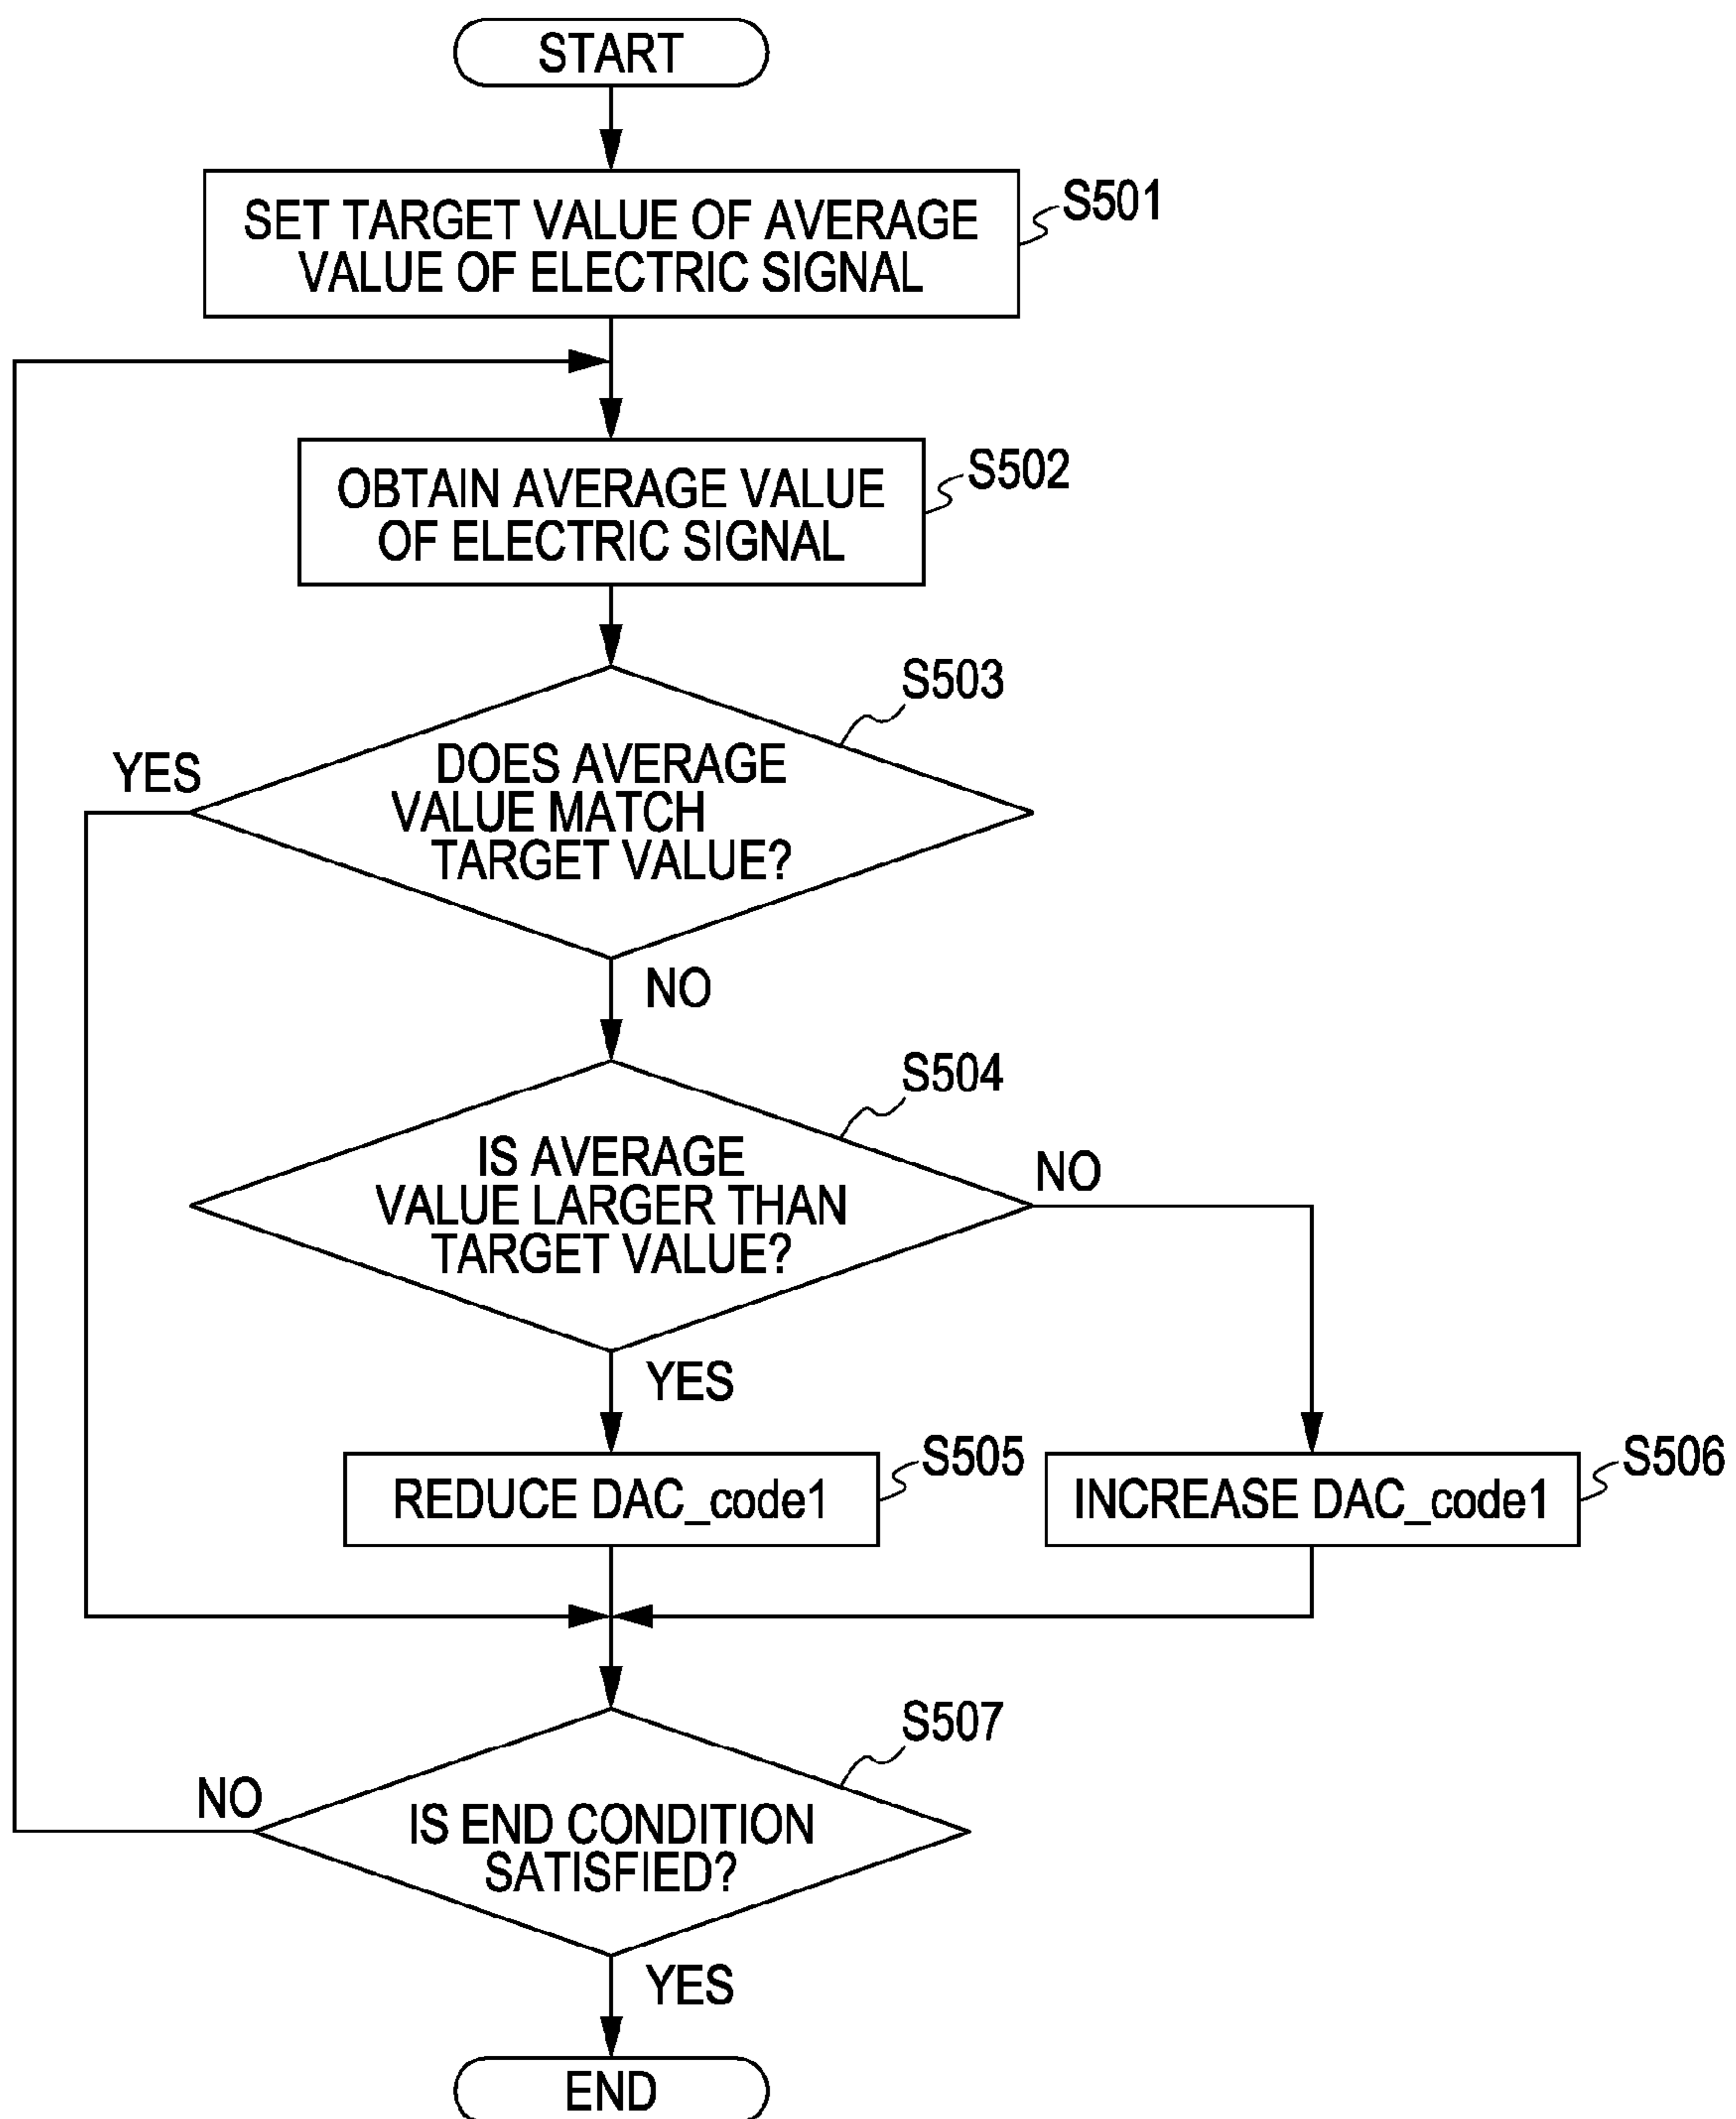 START
SET TARGET VALUE OF AVERAGE
VALUE OF ELECTRIC SIGNAL
S501
OBTAIN AVERAGE VALUE
OF ELECTRIC SIGNAL
S502
S503
DOES AVERAGE
VALUE MATCH
TARGET VALUE?
YES
NO
S504
IS AVERAGE
VALUE LARGER THAN
TARGET VALUE?
NO
YES
REDUCE DAC_code1
S505
INCREASE DAC_code1
S506
S507
IS END CONDITION
SATISFIED?
NO
YES
END